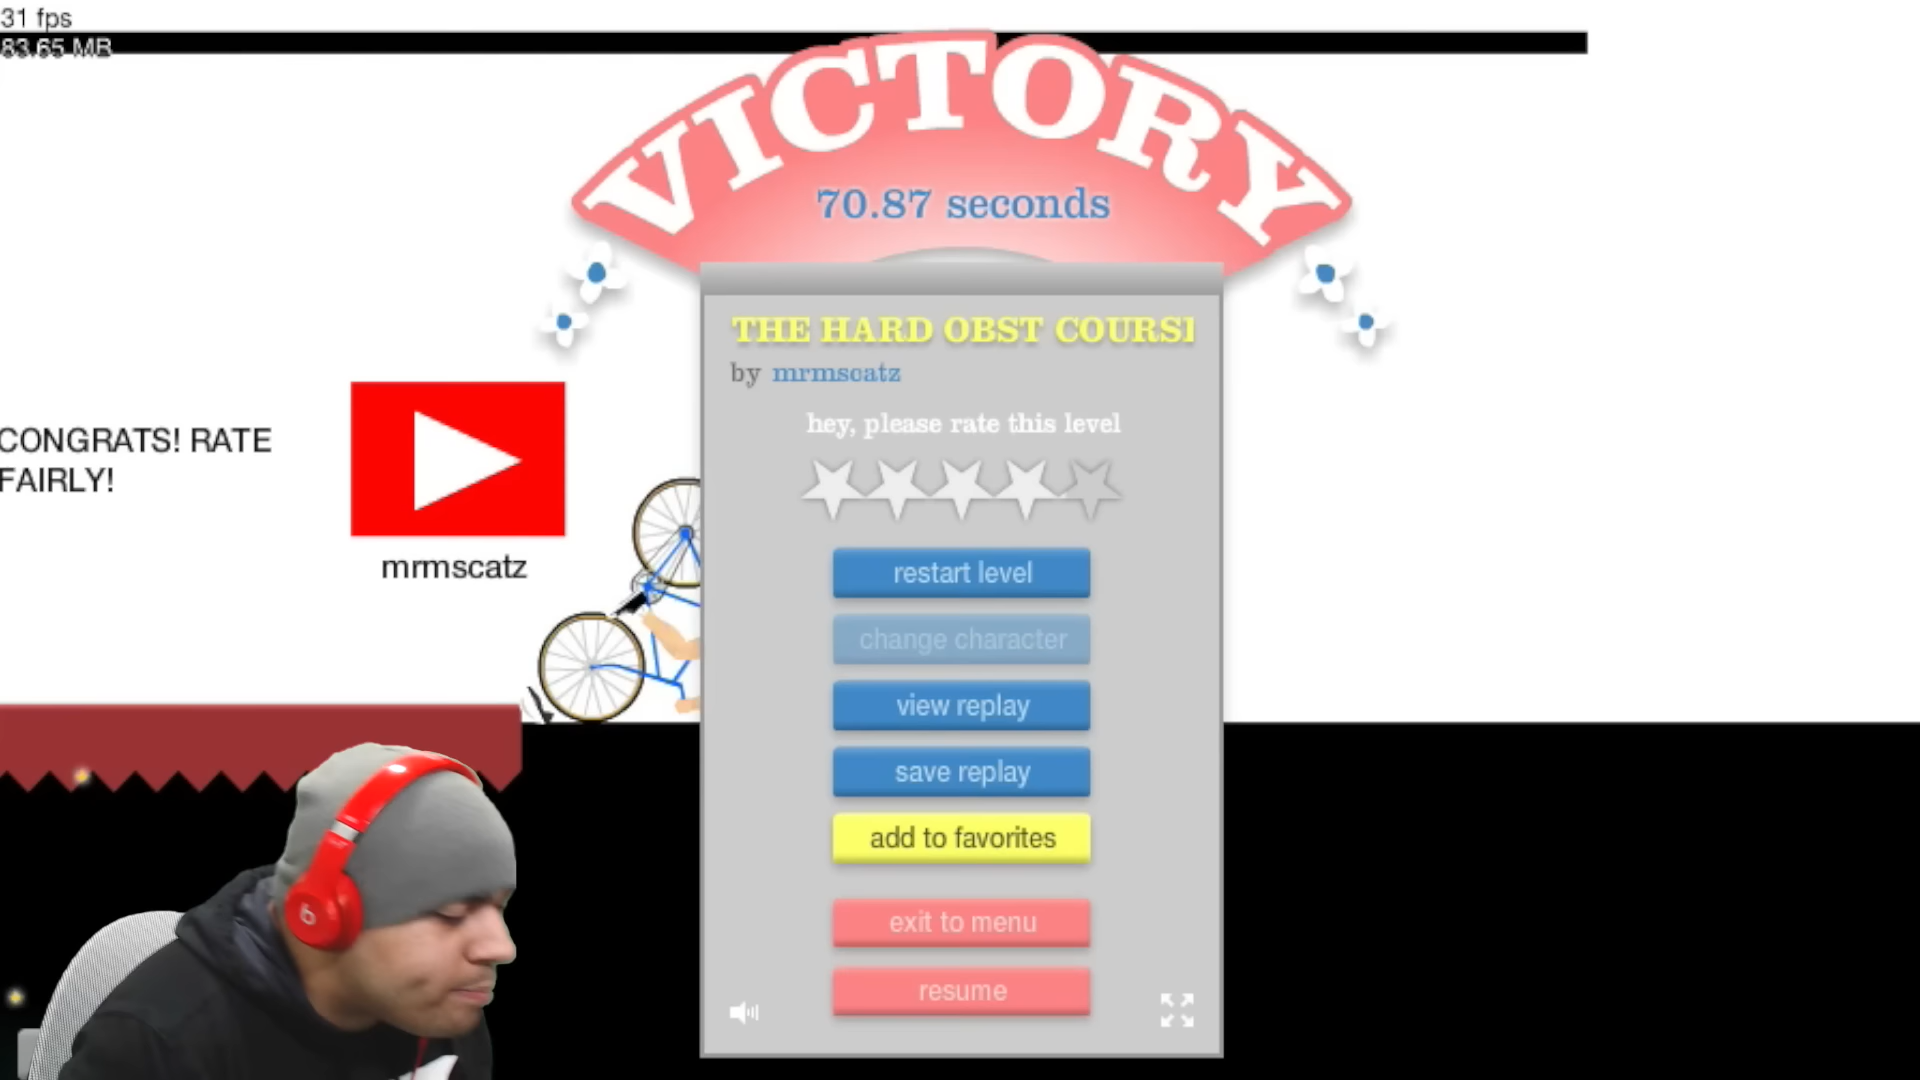 31 fps
83.65 MB
VICTORY
70.87 seconds
THE HARD OBST COURSE
by mrmscatz
hey, please rate this level
CONGRATS! RATE
FAIRLY!
mrmscatz
restart level
change character
view replay
save replay
add to favorites
exit to menu
resume